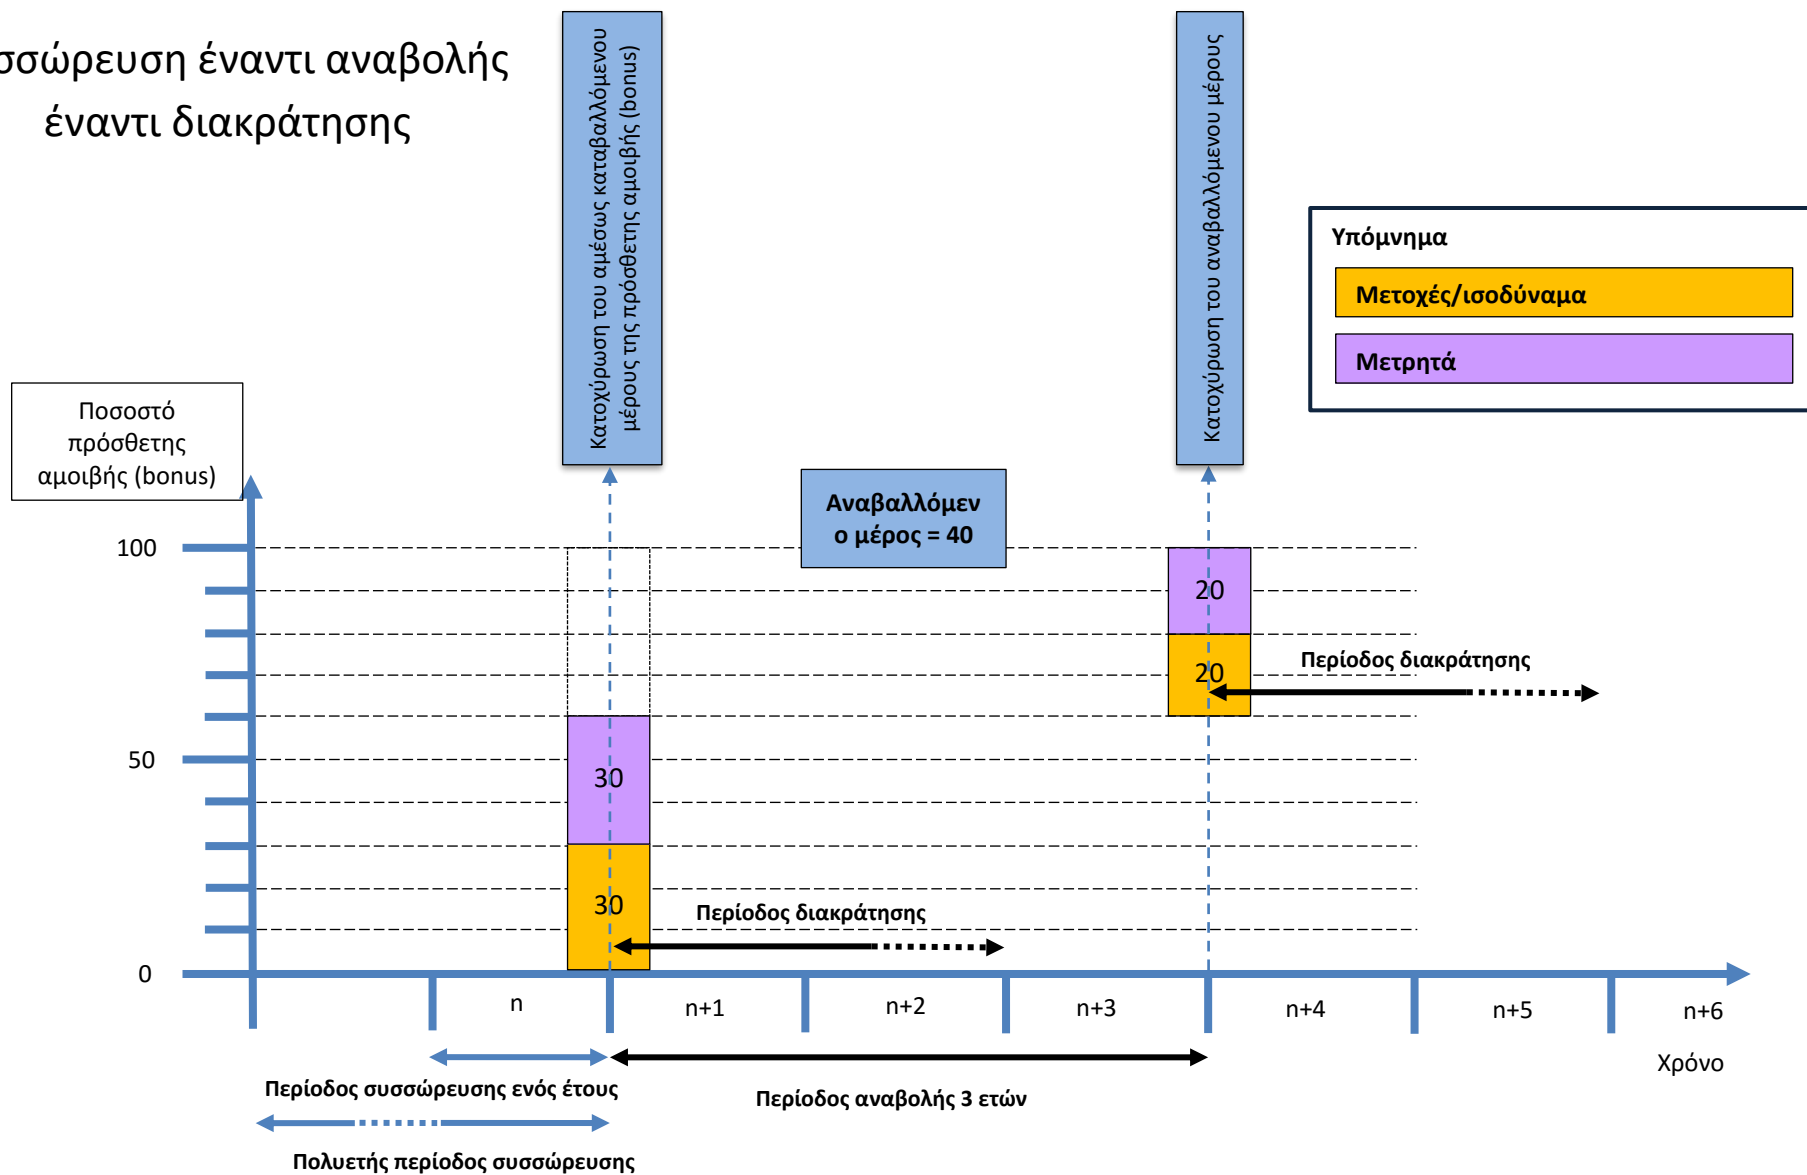 σσώρευση έναντι αναβολής
έναντι διακράτησης
Κατοχύρωση του αμέσως καταβαλλόμενου
μέρους της πρόσθετης αμοιβής (bonus)
Κατοχύρωση του αναβαλλόμενου μέρους
Υπόμνημα
Μετοχές/ισοδύναμα
Μετρητά
Ποσοστό
πρόσθετης
αμοιβής (bonus)
Αναβαλλόμεν
ο μέρος = 40
100
20
20
Περίοδος διακράτησης
50
30
30
Περίοδος διακράτησης
0
n
n+1
n+2
n+3
n+4
n+5
n+6
Χρόνο
Περίοδος συσσώρευσης ενός έτους
Περίοδος αναβολής 3 ετών
Πολυετής περίοδος συσσώρευσης